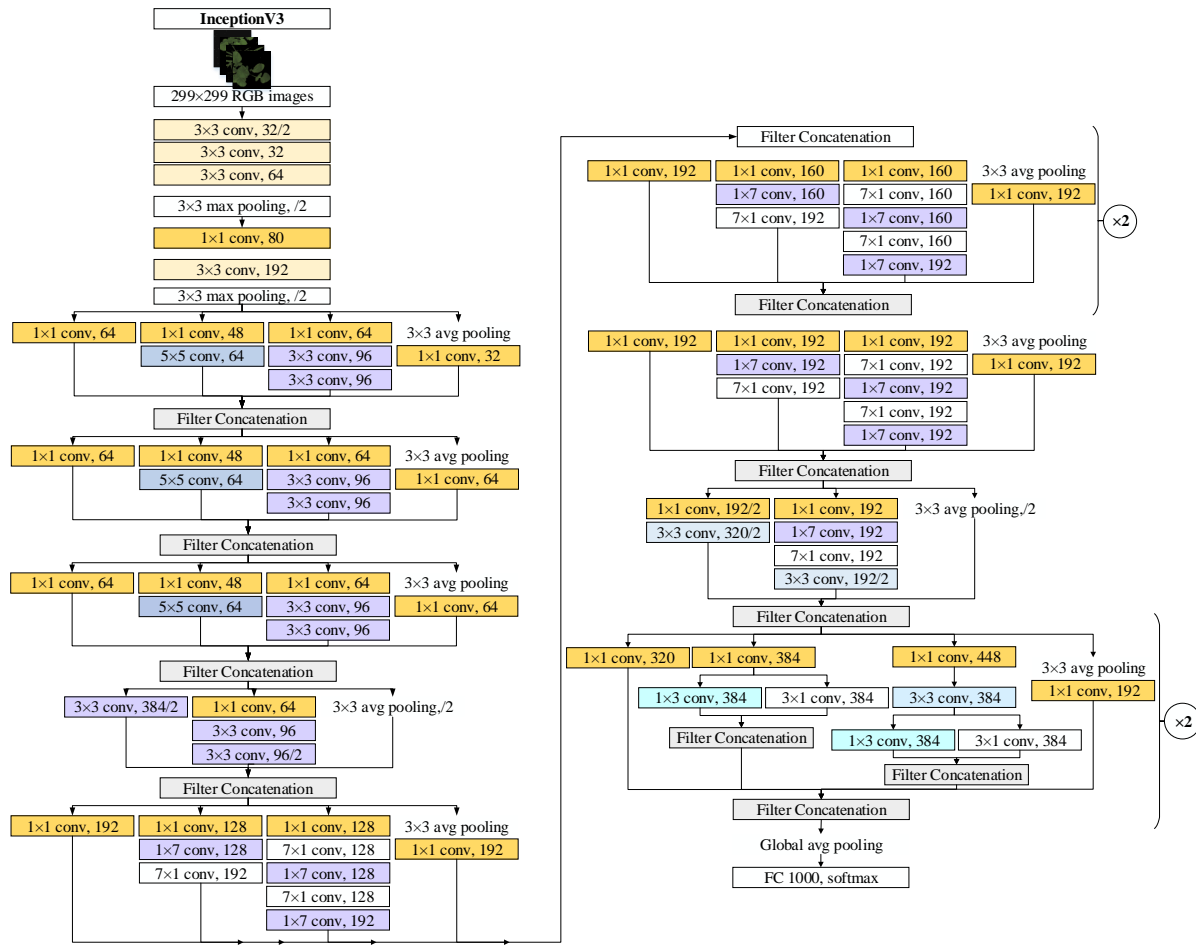 InceptionV3
299×299 RGB images
3×3 conv, 32/2
3×3 conv, 32
3×3 conv, 64
3×3 max pooling, /2
1×1 conv, 80
3×3 conv, 192
3×3 max pooling, /2
1×1 conv, 64 1×1 conv, 48 1×1 conv, 64 3×3 avg pooling
5×5 conv, 64 3×3 conv, 96 1×1 conv, 32
3×3 conv, 96
Filter Concatenation
1×1 conv, 64 1×1 conv, 48 1×1 conv, 64 3×3 avg pooling
5×5 conv, 64 3×3 conv, 96 1×1 conv, 64
3×3 conv, 96
Filter Concatenation
1×1 conv, 64 1×1 conv, 48 1×1 conv, 64 3×3 avg pooling
5×5 conv, 64 3×3 conv, 96 1×1 conv, 64
3×3 conv, 96
Filter Concatenation
3×3 conv, 384/2 1×1 conv, 64 3×3 avg pooling,/2
3×3 conv, 96
3×3 conv, 96/2
Filter Concatenation
1×1 conv, 192 1×1 conv, 128 1×1 conv, 128 3×3 avg pooling
1×7 conv, 128 7×1 conv, 128 1×1 conv, 192
7×1 conv, 192 1×7 conv, 128
7×1 conv, 128
1×7 conv, 192
Filter Concatenation
1×1 conv, 192 1×1 conv, 160 1×1 conv, 160 3×3 avg pooling
1×7 conv, 160 7×1 conv, 160 1×1 conv, 192
7×1 conv, 192 1×7 conv, 160
7×1 conv, 160
1×7 conv, 192
×2
Filter Concatenation
1×1 conv, 192 1×1 conv, 192 1×1 conv, 192 3×3 avg pooling
1×7 conv, 192 7×1 conv, 192 1×1 conv, 192
7×1 conv, 192 1×7 conv, 192
7×1 conv, 192
1×7 conv, 192
Filter Concatenation
1×1 conv, 192/2 1×1 conv, 192 3×3 avg pooling,/2
3×3 conv, 320/2 1×7 conv, 192
7×1 conv, 192
3×3 conv, 192/2
Filter Concatenation
1×1 conv, 320 1×1 conv, 384 1×1 conv, 448 3×3 avg pooling
1×3 conv, 384 3×1 conv, 384 3×3 conv, 384 1×1 conv, 192
Filter Concatenation 1×3 conv, 384 3×1 conv, 384
Filter Concatenation
×2
Filter Concatenation
Global avg pooling
FC 1000, softmax